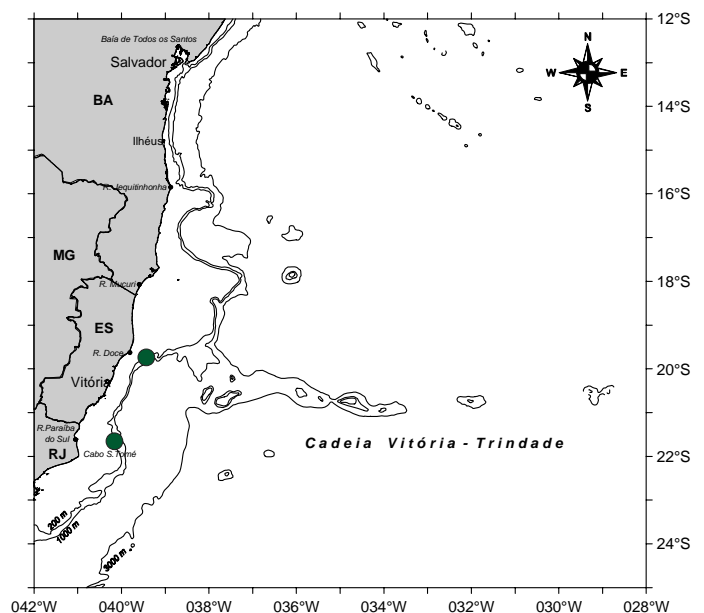 12°S
Baía de Todos os Santos
N
Salvador
W
E
S
BA
14°S
Ilhéus
R. Jequitinhonha
16°S
MG
R. Mucuri
18°S
ES
R. Doce
20°S
Vitória
R.Paraíba
do Sul
Cadeia Vitória - Trindade
RJ
Cabo S.Tomé
22°S
200 m
1000 m
3000 m
24°S
042°W
040°W
038°W
036°W
034°W
032°W
030°W
028°W